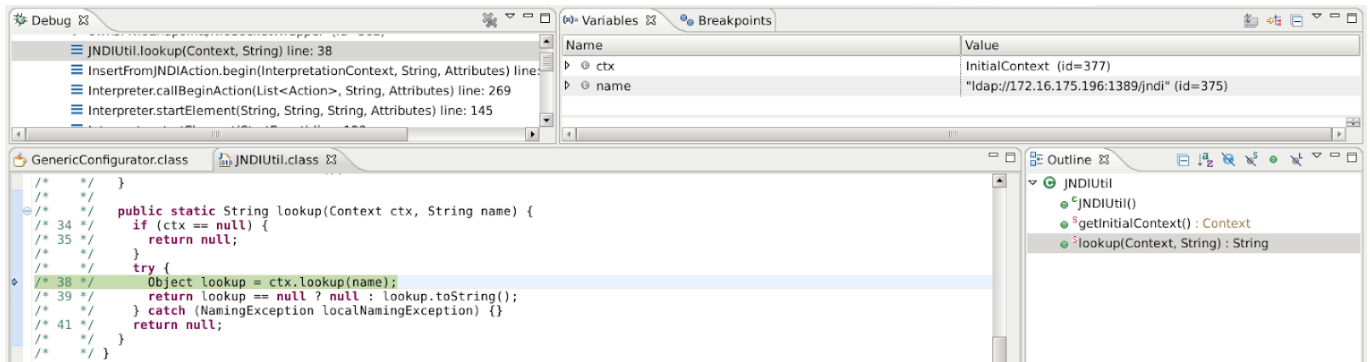 Debug
JNDIUtil.lookup(Context, String) line: 38
InsertFromJNDIAction.begin(InterpretationContext, String, Attributes) line:
Interpreter.callBeginAction(List<Action>, String, Attributes) line: 269
Interpreter.startElement(String, String, String, Attributes) line: 145
Variables Breakpoints
Name Value
ctx InitialContext (id=377)
name "ldap://172.16.175.196:1389/jndi" (id=375)
GenericConfigurator.class JNDIUtil.class
/* */ }
/* */
/* */ public static String lookup(Context ctx, String name) {
/* 34 */ if (ctx == null) {
/* 35 */ return null;
/* */ }
/* */ try {
/* 38 */ Object lookup = ctx.lookup(name);
/* 39 */ return lookup == null ? null : lookup.toString();
/* */ } catch (NamingException localNamingException) {}
/* 41 */ return null;
/* */ }
/* */ }
Outline
JNDIUtil
JNDIUtil()
getInitialContext() : Context
lookup(Context, String) : String